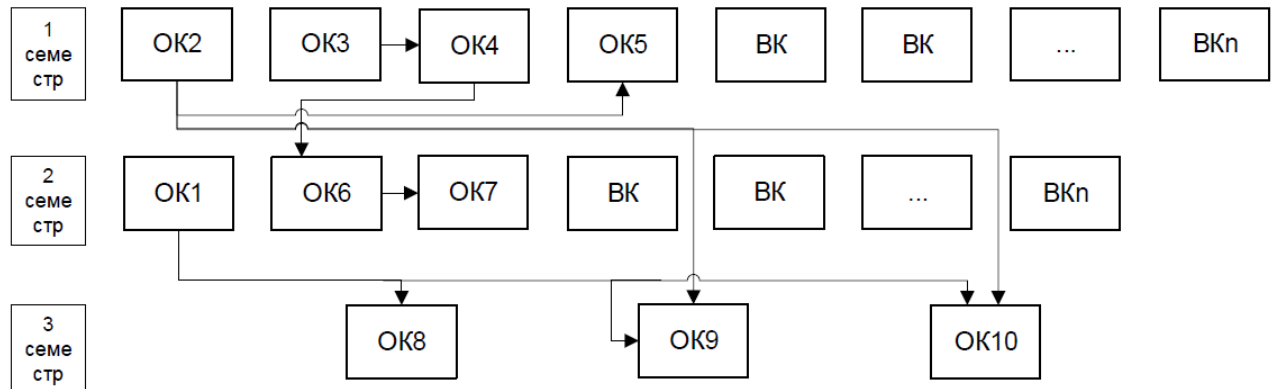 1
семе
стр
ОК2
ОК3
ОК4
ОК5
ВК
ВК
...
ВКn
2
семе
стр
ОК1
ОК6
ОК7
ВК
ВК
...
ВКn
3
семе
стр
ОК8
ОК9
ОК10